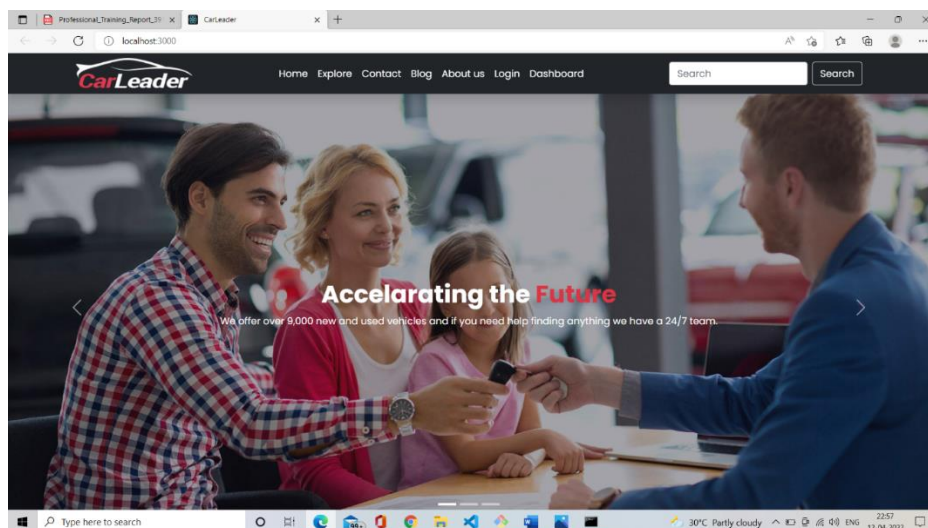 Professional_Training_Report_39
CarLeader
localhost:3000
CarLeader
Home Explore Contact Blog About us Login Dashboard
Search
Search
Accelarating the Future
We offer over 9,000 new and used vehicles and if you need help finding anything we have a 24/7 team.
Type here to search
99+
30°C Partly cloudy
ENG
22:57